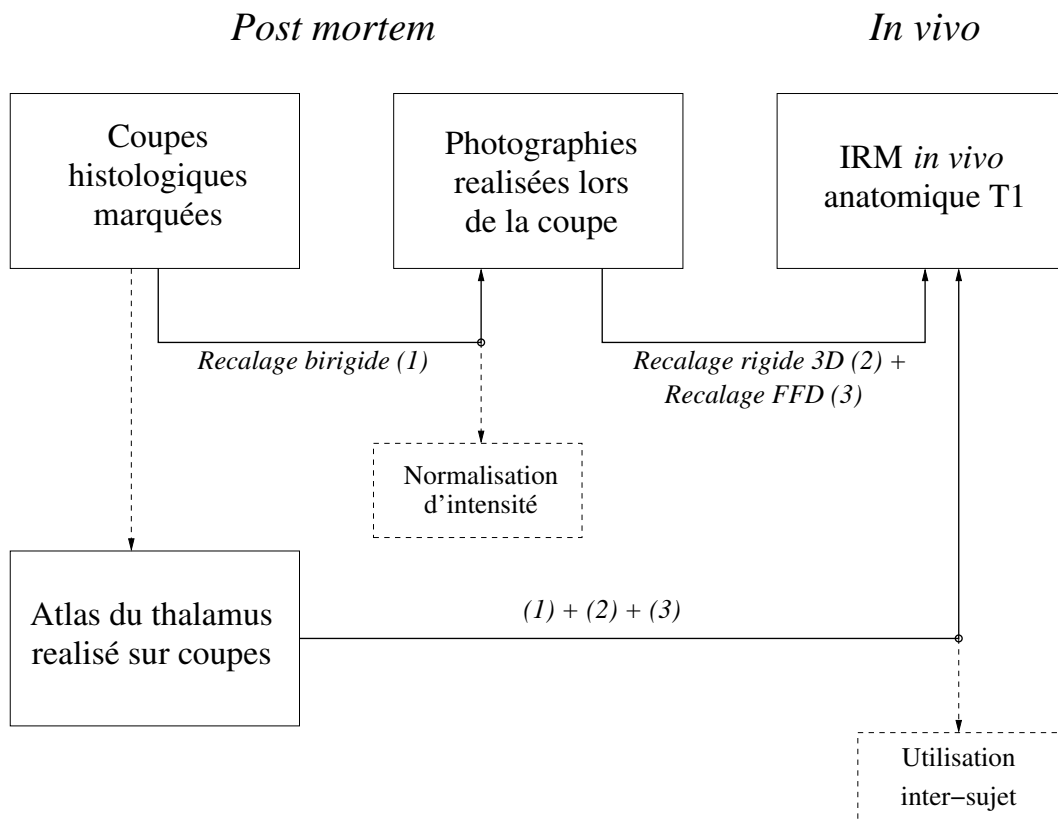 Post mortem
In vivo
Coupes
histologiques
marquées
Photographies
realisées lors
de la coupe
IRM in vivo
anatomique T1
Recalage birigide (1)
Recalage rigide 3D (2) +
Recalage FFD (3)
Normalisation
d'intensité
Atlas du thalamus
realisé sur coupes
(1) + (2) + (3)
Utilisation
inter−sujet